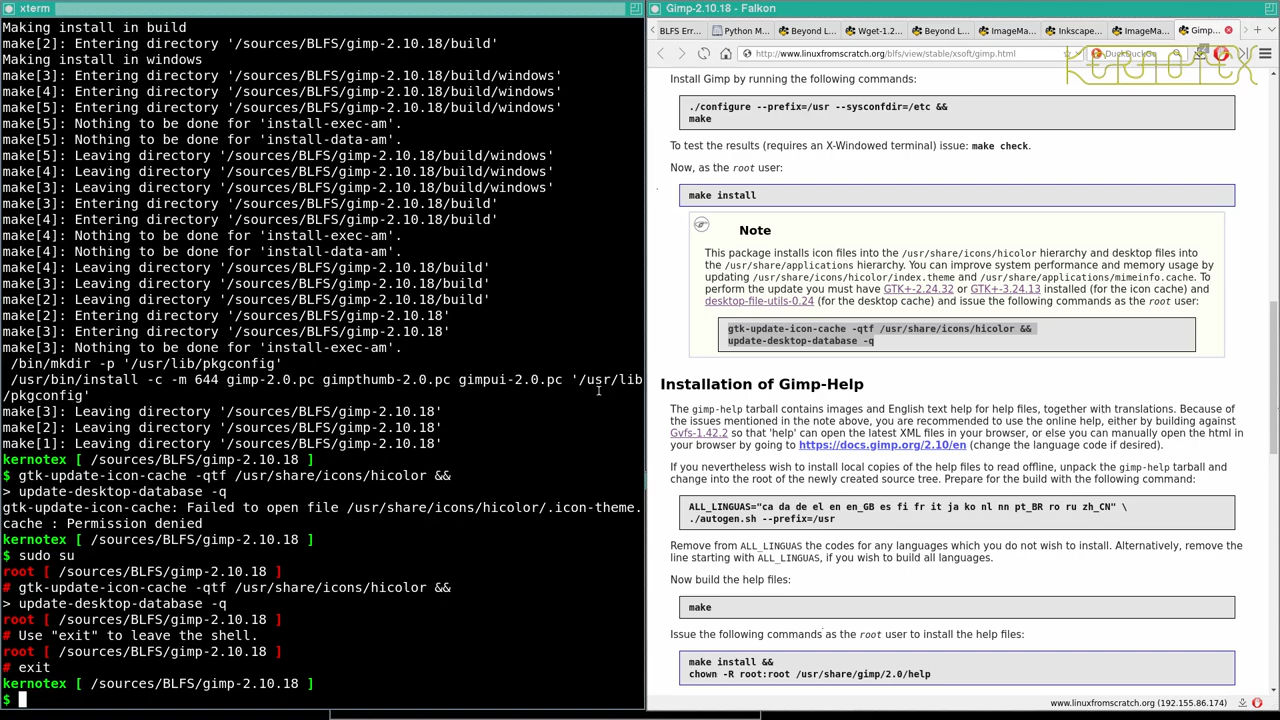 xterm
Making install in build
make[2]: Entering directory '/sources/BLFS/gimp-2.10.18/build'
Making install in windows
make[3]: Entering directory '/sources/BLFS/gimp-2.10.18/build/windows'
make[4]: Entering directory '/sources/BLFS/gimp-2.10.18/build/windows'
make[5]: Entering directory '/sources/BLFS/gimp-2.10.18/build/windows'
make[5]: Nothing to be done for 'install-exec-am'.
make[5]: Nothing to be done for 'install-data-am'.
make[5]: Leaving directory '/sources/BLFS/gimp-2.10.18/build/windows'
make[4]: Leaving directory '/sources/BLFS/gimp-2.10.18/build/windows'
make[3]: Leaving directory '/sources/BLFS/gimp-2.10.18/build/windows'
make[3]: Entering directory '/sources/BLFS/gimp-2.10.18/build'
make[4]: Entering directory '/sources/BLFS/gimp-2.10.18/build'
make[4]: Nothing to be done for 'install-exec-am'.
make[4]: Nothing to be done for 'install-data-am'.
make[4]: Leaving directory '/sources/BLFS/gimp-2.10.18/build'
make[3]: Leaving directory '/sources/BLFS/gimp-2.10.18/build'
make[2]: Leaving directory '/sources/BLFS/gimp-2.10.18/build'
make[2]: Entering directory '/sources/BLFS/gimp-2.10.18'
make[3]: Entering directory '/sources/BLFS/gimp-2.10.18'
make[3]: Nothing to be done for 'install-exec-am'.
/bin/mkdir -p '/usr/lib/pkgconfig'
/usr/bin/install -c -m 644 gimp-2.0.pc gimpthumb-2.0.pc gimpui-2.0.pc '/usr/lib
/pkgconfig'
make[3]: Leaving directory '/sources/BLFS/gimp-2.10.18'
make[2]: Leaving directory '/sources/BLFS/gimp-2.10.18'
make[1]: Leaving directory '/sources/BLFS/gimp-2.10.18'
kernotex [ /sources/BLFS/gimp-2.10.18 ]
$ gtk-update-icon-cache -qtf /usr/share/icons/hicolor &&
> update-desktop-database -q
gtk-update-icon-cache: Failed to open file /usr/share/icons/hicolor/.icon-theme.
cache : Permission denied
kernotex [ /sources/BLFS/gimp-2.10.18 ]
$ sudo su
root [ /sources/BLFS/gimp-2.10.18 ]
# gtk-update-icon-cache -qtf /usr/share/icons/hicolor &&
> update-desktop-database -q
root [ /sources/BLFS/gimp-2.10.18 ]
# Use "exit" to leave the shell.
root [ /sources/BLFS/gimp-2.10.18 ]
# exit
kernotex [ /sources/BLFS/gimp-2.10.18 ]
$
Gimp-2.10.18 - Falkon
BLFS Err... Python M... Beyond L... Wget-1.2... Beyond L... ImageMa... Inkscape... ImageMa... Gimp-...
http://www.linuxfromscratch.org/blfs/view/stable/xsoft/gimp.html DuckDuckGo
KERNOTEX
Install Gimp by running the following commands:
./configure --prefix=/usr --sysconfdir=/etc &&
make
To test the results (requires an X-Windowed terminal) issue: make check.
Now, as the root user:
make install
Note
This package installs icon files into the /usr/share/icons/hicolor hierarchy and desktop files into
the /usr/share/applications hierarchy. You can improve system performance and memory usage by
updating /usr/share/icons/hicolor/index.theme and /usr/share/applications/mimeinfo.cache. To
perform the update you must have GTK+-2.24.32 or GTK+-3.24.13 installed (for the icon cache) and
desktop-file-utils-0.24 (for the desktop cache) and issue the following commands as the root user:
gtk-update-icon-cache -qtf /usr/share/icons/hicolor &&
update-desktop-database -q
Installation of Gimp-Help
The gimp-help tarball contains images and English text help for help files, together with translations. Because of
the issues mentioned in the note above, you are recommended to use the online help, either by building against
Gvfs-1.42.2 so that 'help' can open the latest XML files in your browser, or else you can manually open the html in
your browser by going to https://docs.gimp.org/2.10/en (change the language code if desired).
If you nevertheless wish to install local copies of the help files to read offline, unpack the gimp-help tarball and
change into the root of the newly created source tree. Prepare for the build with the following command:
ALL_LINGUAS="ca da de el en en_GB es fi fr it ja ko nl nn pt_BR ro ru zh_CN" \
./autogen.sh --prefix=/usr
Remove from ALL_LINGUAS the codes for any languages which you do not wish to install. Alternatively, remove the
line starting with ALL_LINGUAS, if you wish to build all languages.
Now build the help files:
make
Issue the following commands as the root user to install the help files:
make install &&
chown -R root:root /usr/share/gimp/2.0/help
www.linuxfromscratch.org (192.155.86.174)